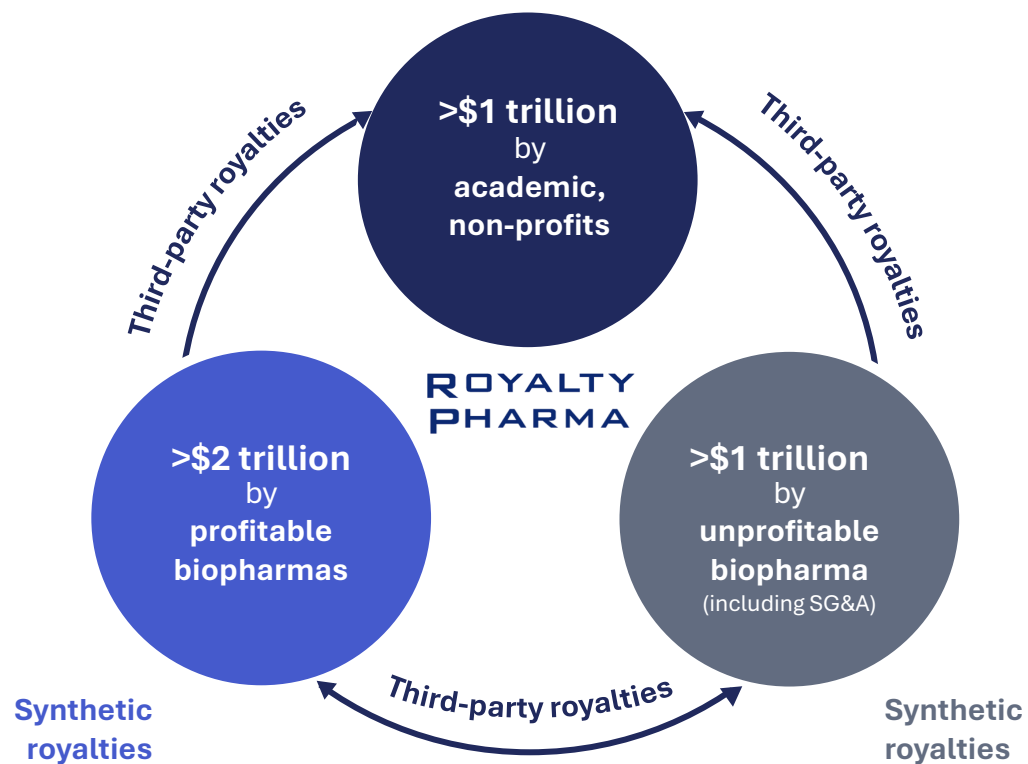 >$1 trillion
by
academic,
non-profits
Third-party royalties
Third-party royalties
ROYALTY
PHARMA
>$2 trillion
by
profitable
biopharmas
>$1 trillion
by
unprofitable
biopharma
(including SG&A)
Third-party royalties
Synthetic
royalties
Synthetic
royalties